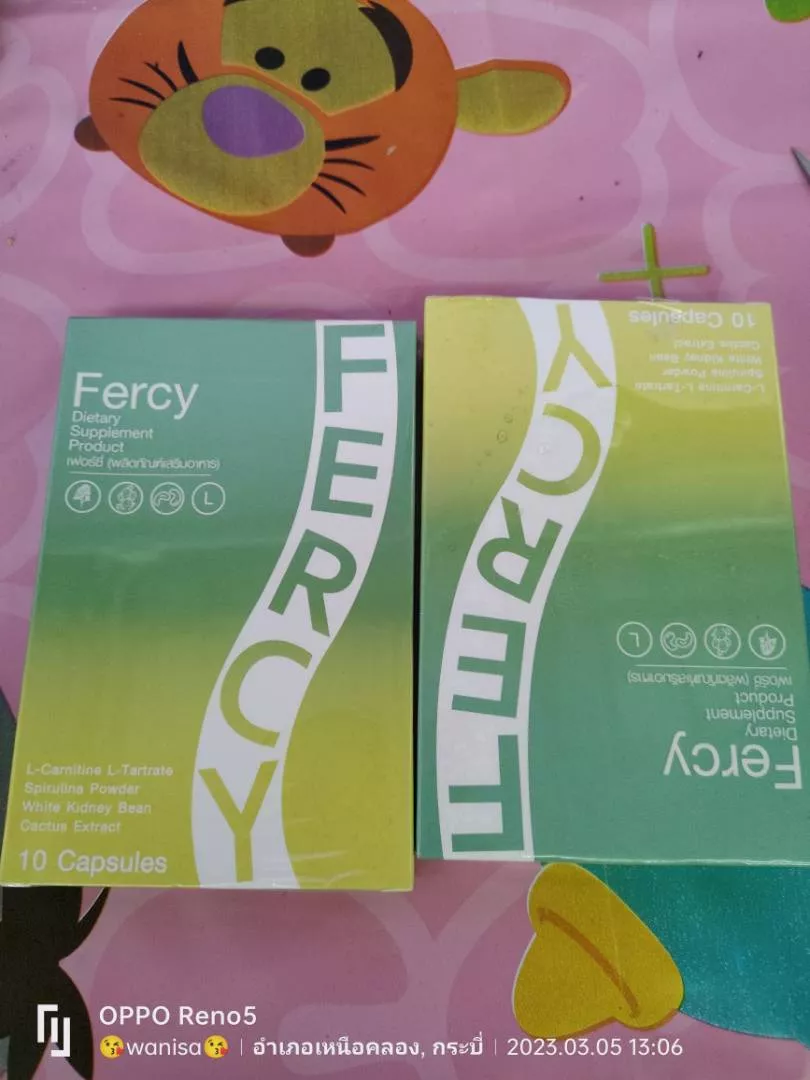 FERCY
Fercy
Dietary
Supplement
Product
เฟอร์ซี่ (ผลิตภัณฑ์เสริมอาหาร)
L
L-Carnitine L-Tartrate
Spirulina Powder
White Kidney Bean
Cactus Extract
10 Capsules
FERCY
Fercy
Dietary
Supplement
Product
เฟอร์ซี่ (ผลิตภัณฑ์เสริมอาหาร)
L
L-Carnitine L-Tartrate
Spirulina Powder
White Kidney Bean
Cactus Extract
10 Capsules
OPPO Reno5
😘wanisa😘 | อำเภอเหนือคลอง, กระบี่ | 2023.03.05 13:06